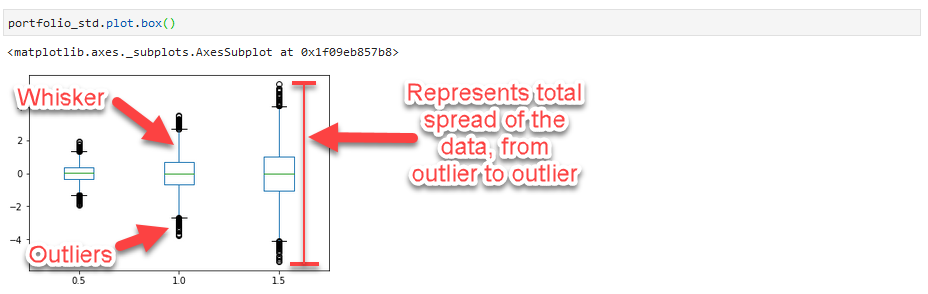 portfolio_std.plot.box()
<matplotlib.axes._subplots.AxesSubplot at 0x1f09eb857b8>
Whisker
Represents total
spread of the
data, from
outlier to outlier
2
0
−2
−4
Outliers
0.5
1.0
1.5